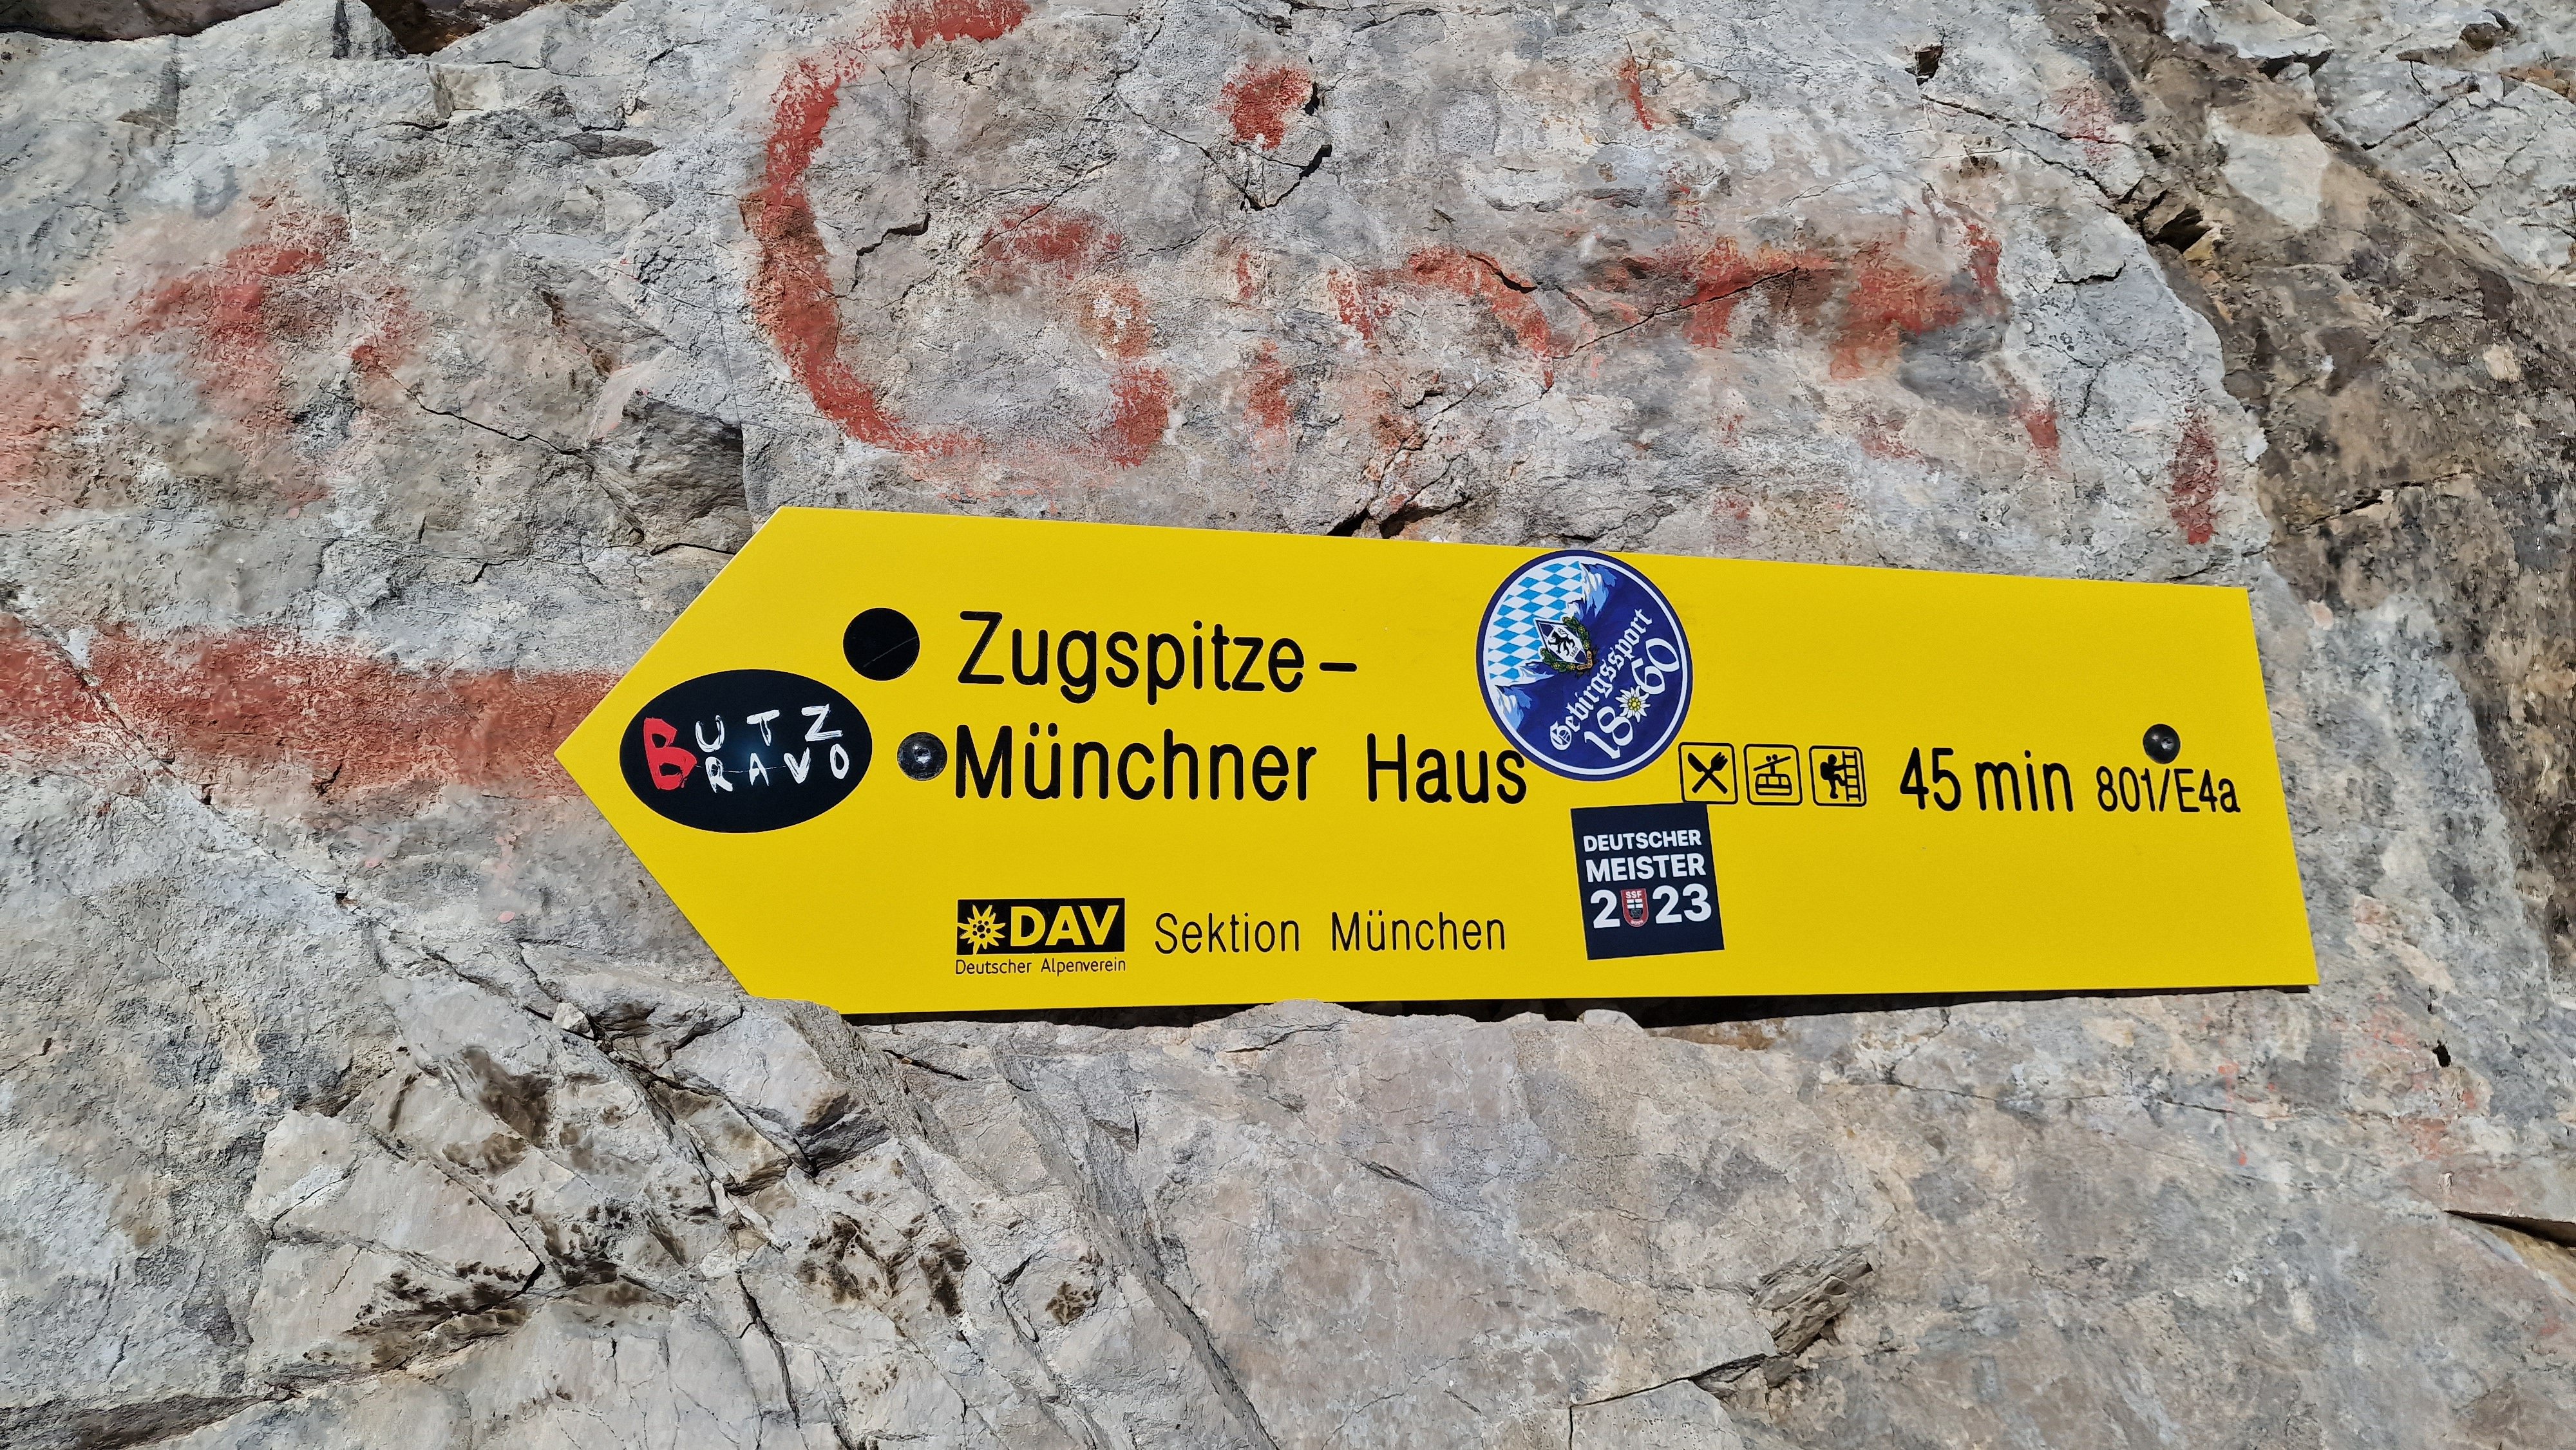 Zugspitze-
Münchner Haus 45 min 801/E4a
BUTZ
BRAVO
Gebirgssport
1860
DEUTSCHER
MEISTER
2023
SSF
DAV Sektion München
Deutscher Alpenverein